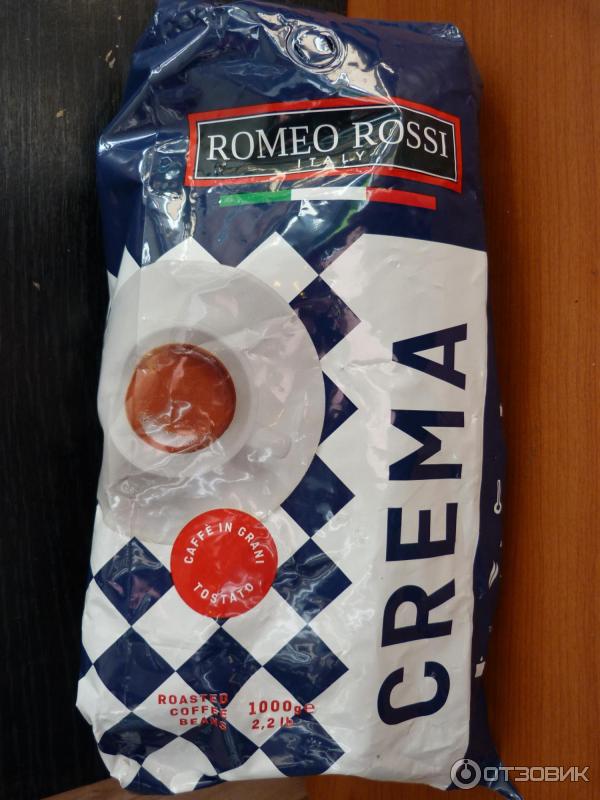 ROMEO ROSSI
ITALY
CREMA
CAFFÈ IN GRANI
TOSTATO
ROASTED
COFFEE
BEANS
1000g e
2,2 lb
ОТЗОВИК